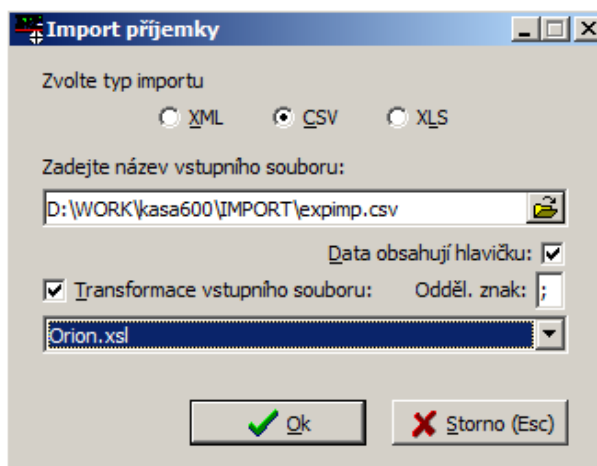 Import příjemky
Zvolte typ importu
XML CSV XLS
Zadejte název vstupního souboru:
D:\WORK\kasa600\IMPORT\expimp.csv
Data obsahují hlavičku:
Transformace vstupního souboru: Odděl. znak: ;
Orion.xsl
Ok Storno (Esc)